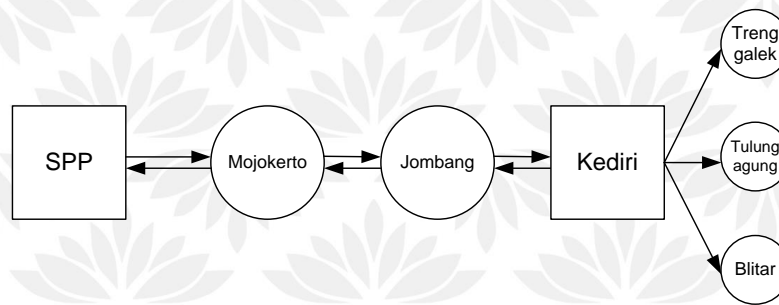 SPP
Mojokerto
Jombang
Kediri
Treng
galek
Tulung
agung
Blitar